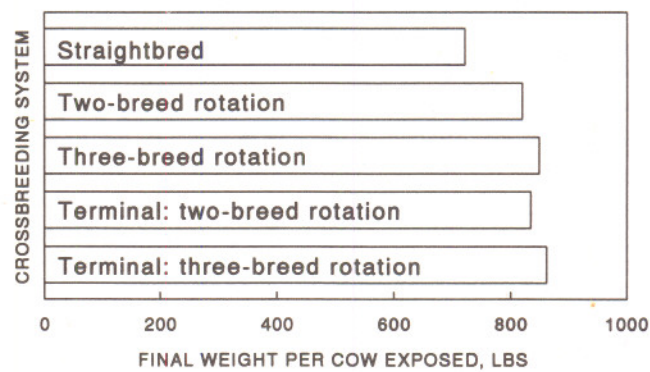 CROSSBREEDING SYSTEM
Straightbred
Two-breed rotation
Three-breed rotation
Terminal: two-breed rotation
Terminal: three-breed rotation
0 200 400 600 800 1000
FINAL WEIGHT PER COW EXPOSED, LBS